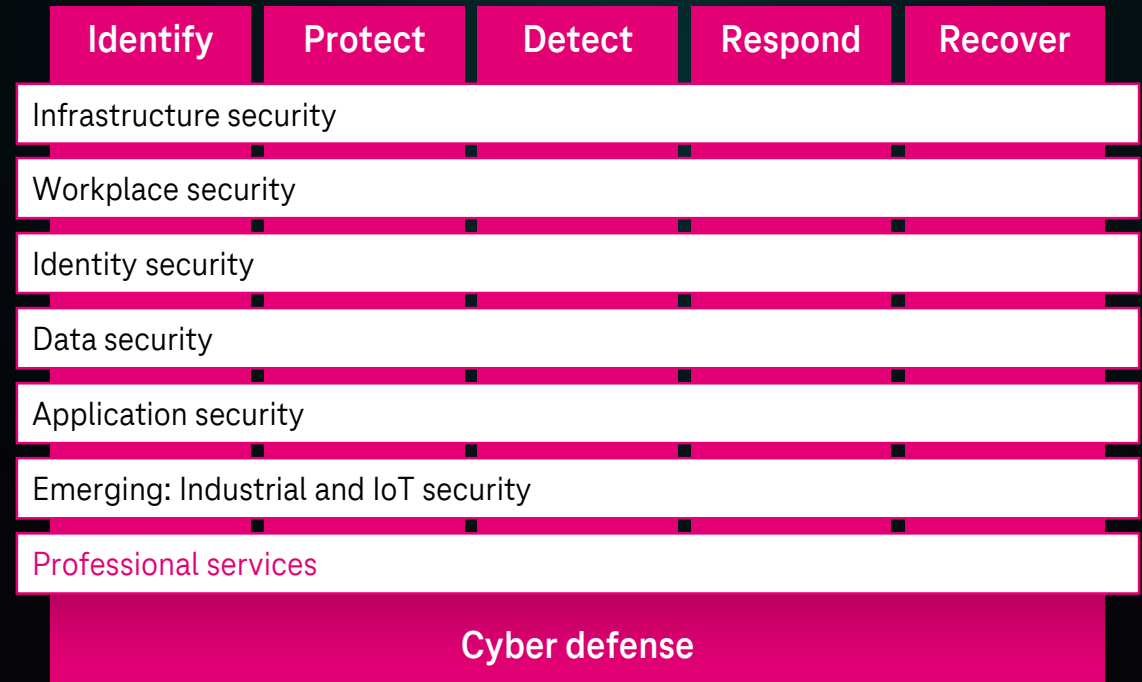 Identify Protect Detect Respond Recover
Infrastructure security
Workplace security
Identity security
Data security
Application security
Emerging: Industrial and IoT security
Professional services
Cyber defense